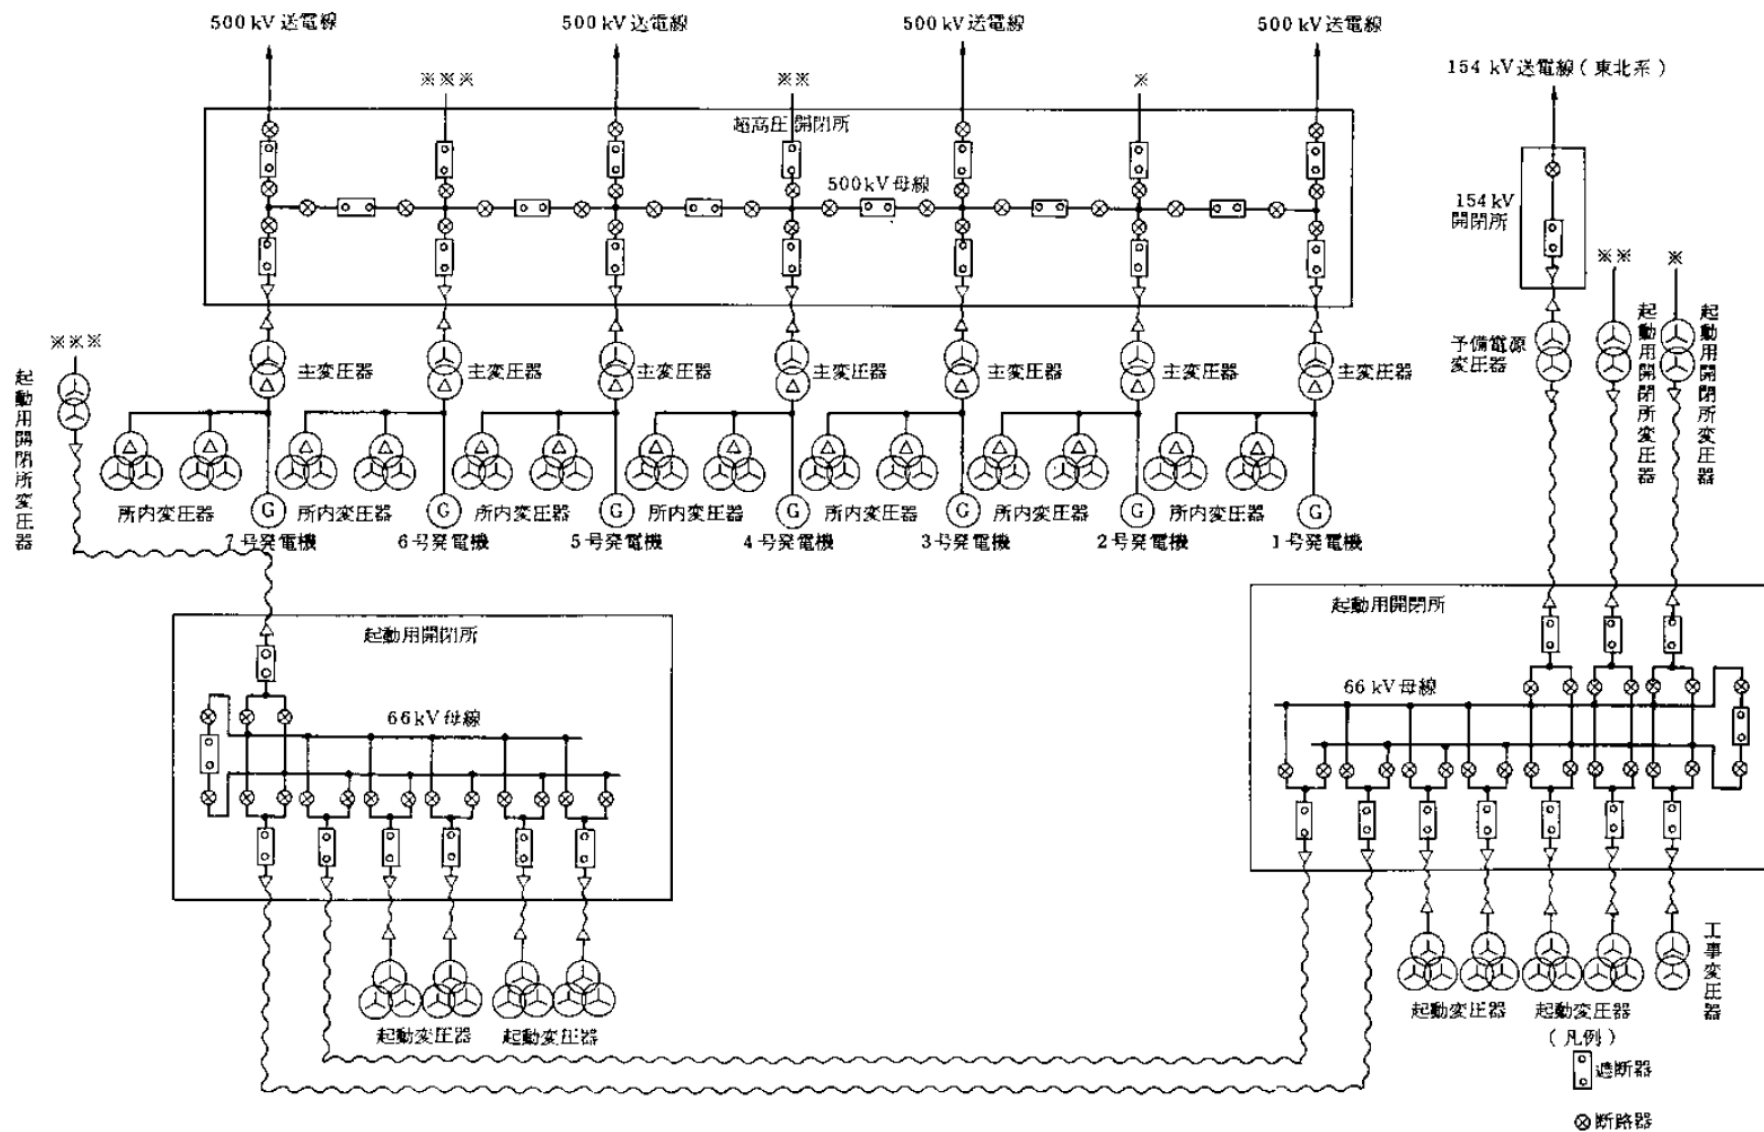 500 kV 送電線
500 kV 送電線
500 kV 送電線
500 kV 送電線
154 kV 送電線 ( 東北系 )
※※※
※※
※
超高圧開閉所
500kV 母線
154 kV
開閉所
※※
※
※※※
起動用開閉所変圧器
主変圧器
主変圧器
主変圧器
主変圧器
主変圧器
主変圧器
主変圧器
予備電源
変圧器
起動用開閉所変圧器
起動用開閉所変圧器
所内変圧器
所内変圧器
所内変圧器
所内変圧器
所内変圧器
所内変圧器
所内変圧器
G
G
G
G
G
G
G
7号発電機
6号発電機
5号発電機
4号発電機
3号発電機
2号発電機
1号発電機
起動用開閉所
66kV 母線
起動用開閉所
66 kV 母線
起動変圧器
起動変圧器
起動変圧器
起動変圧器
工事変圧器
( 凡例 )
遮断器
断路器